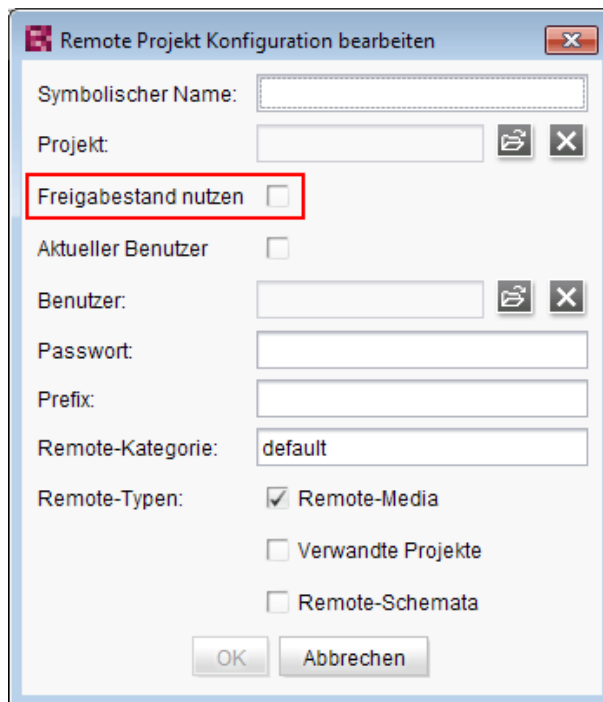 Remote Projekt Konfiguration bearbeiten
Symbolischer Name:
Projekt:
Freigabestand nutzen
Aktueller Benutzer
Benutzer:
Passwort:
Prefix:
Remote-Kategorie: default
Remote-Typen: Remote-Media
Verwandte Projekte
Remote-Schemata
OK Abbrechen